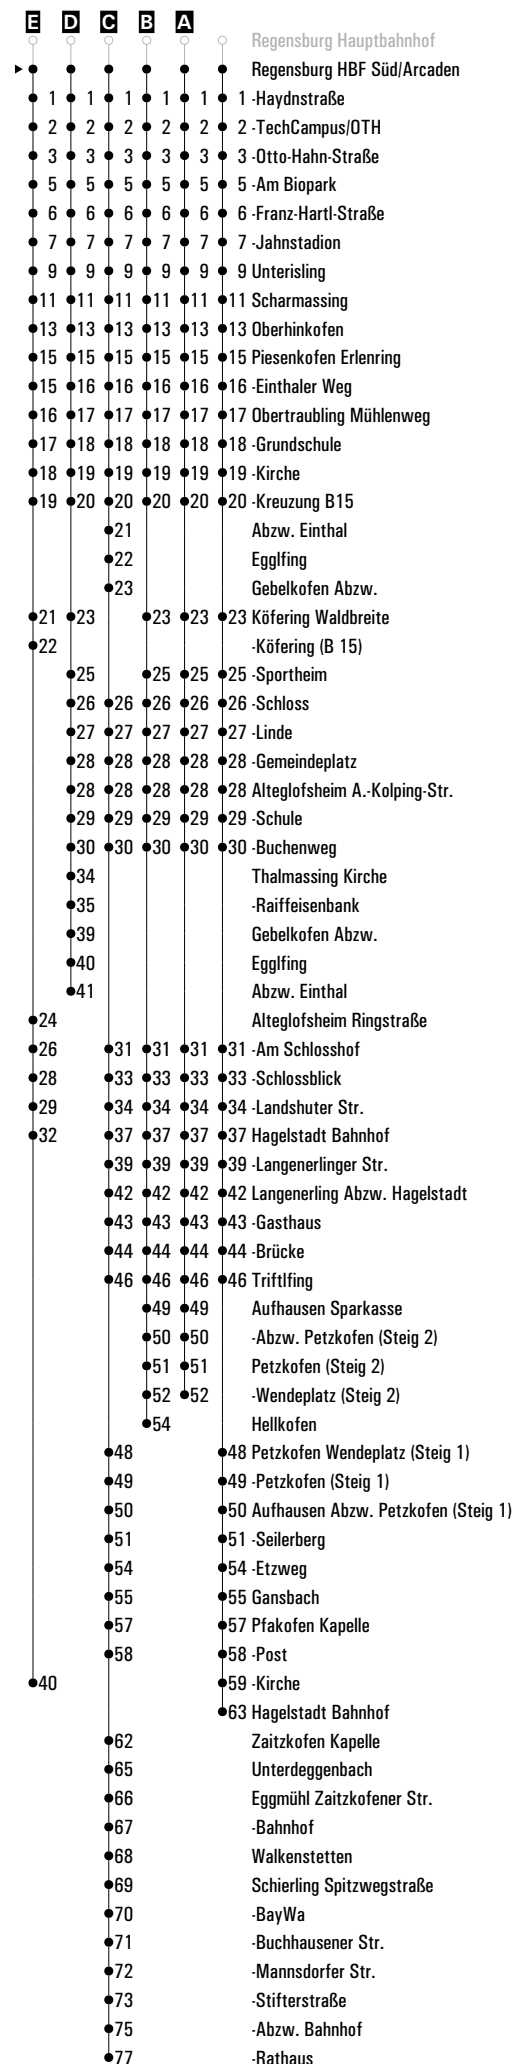 E D C B A
Regensburg Hauptbahnhof
Regensburg HBF Süd/Arcaden
1 1 1 1 1 1 -Haydnstraße
2 2 2 2 2 2 -TechCampus/OTH
3 3 3 3 3 3 -Otto-Hahn-Straße
5 5 5 5 5 5 -Am Biopark
6 6 6 6 6 6 -Franz-Hartl-Straße
7 7 7 7 7 7 -Jahnstadion
9 9 9 9 9 9 Unterisling
11 11 11 11 11 11 Scharmassing
13 13 13 13 13 13 Oberhinkofen
15 15 15 15 15 15 Piesenkofen Erlenring
15 16 16 16 16 16 -Einthaler Weg
16 17 17 17 17 17 Obertraubling Mühlenweg
17 18 18 18 18 18 -Grundschule
18 19 19 19 19 19 -Kirche
19 20 20 20 20 20 -Kreuzung B15
21 Abzw. Einthal
22 Egglfing
23 Gebelkofen Abzw.
21 23 23 23 23 Köfering Waldbreite
22 -Köfering (B 15)
25 25 25 25 -Sportheim
26 26 26 26 26 -Schloss
27 27 27 27 27 -Linde
28 28 28 28 28 -Gemeindeplatz
28 28 28 28 28 Alteglofsheim A.-Kolping-Str.
29 29 29 29 29 -Schule
30 30 30 30 30 -Buchenweg
34 Thalmassing Kirche
35 -Raiffeisenbank
39 Gebelkofen Abzw.
40 Egglfing
41 Abzw. Einthal
24 Alteglofsheim Ringstraße
26 31 31 31 31 -Am Schlosshof
28 33 33 33 33 -Schlossblick
29 34 34 34 34 -Landshuter Str.
32 37 37 37 37 Hagelstadt Bahnhof
39 39 39 39 -Langenerlinger Str.
42 42 42 42 Langenerling Abzw. Hagelstadt
43 43 43 43 -Gasthaus
44 44 44 44 -Brücke
46 46 46 46 Triftlfing
49 49 Aufhausen Sparkasse
50 50 -Abzw. Petzkofen (Steig 2)
51 51 Petzkofen (Steig 2)
52 52 -Wendeplatz (Steig 2)
54 Hellkofen
48 48 Petzkofen Wendeplatz (Steig 1)
49 49 -Petzkofen (Steig 1)
50 50 Aufhausen Abzw. Petzkofen (Steig 1)
51 51 -Seilerberg
54 54 -Etzweg
55 55 Gansbach
57 57 Pfakofen Kapelle
58 58 -Post
40 59 -Kirche
63 Hagelstadt Bahnhof
62 Zaitzkofen Kapelle
65 Unterdeggenbach
66 Eggmühl Zaitzkofener Str.
67 -Bahnhof
68 Walkenstetten
69 Schierling Spitzwegstraße
70 -BayWa
71 -Buchhausener Str.
72 -Mannsdorfer Str.
73 -Stifterstraße
75 -Abzw. Bahnhof
77 -Rathaus